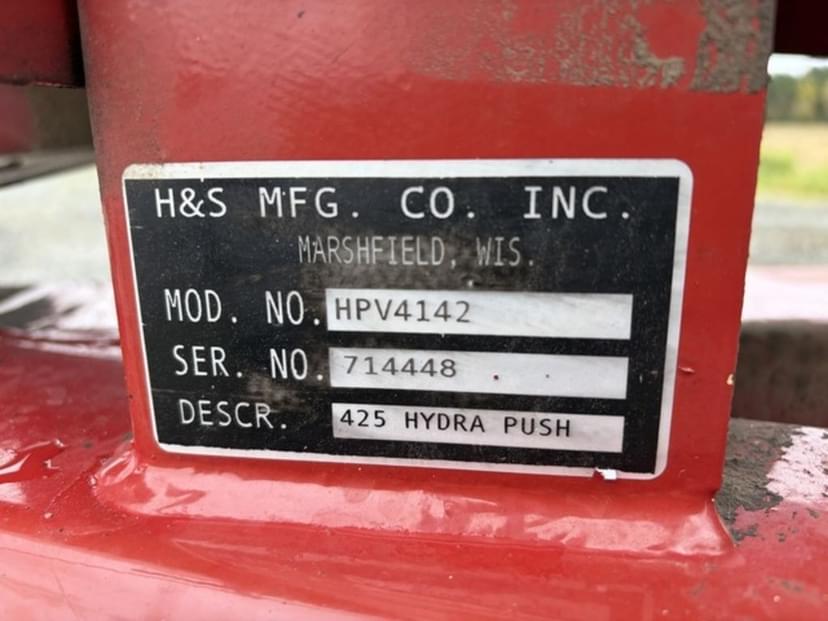 H&S MFG. CO. INC.
MARSHFIELD, WIS.
MOD. NO. HPV4142
SER. NO. 714448
DESCR. 425 HYDRA PUSH